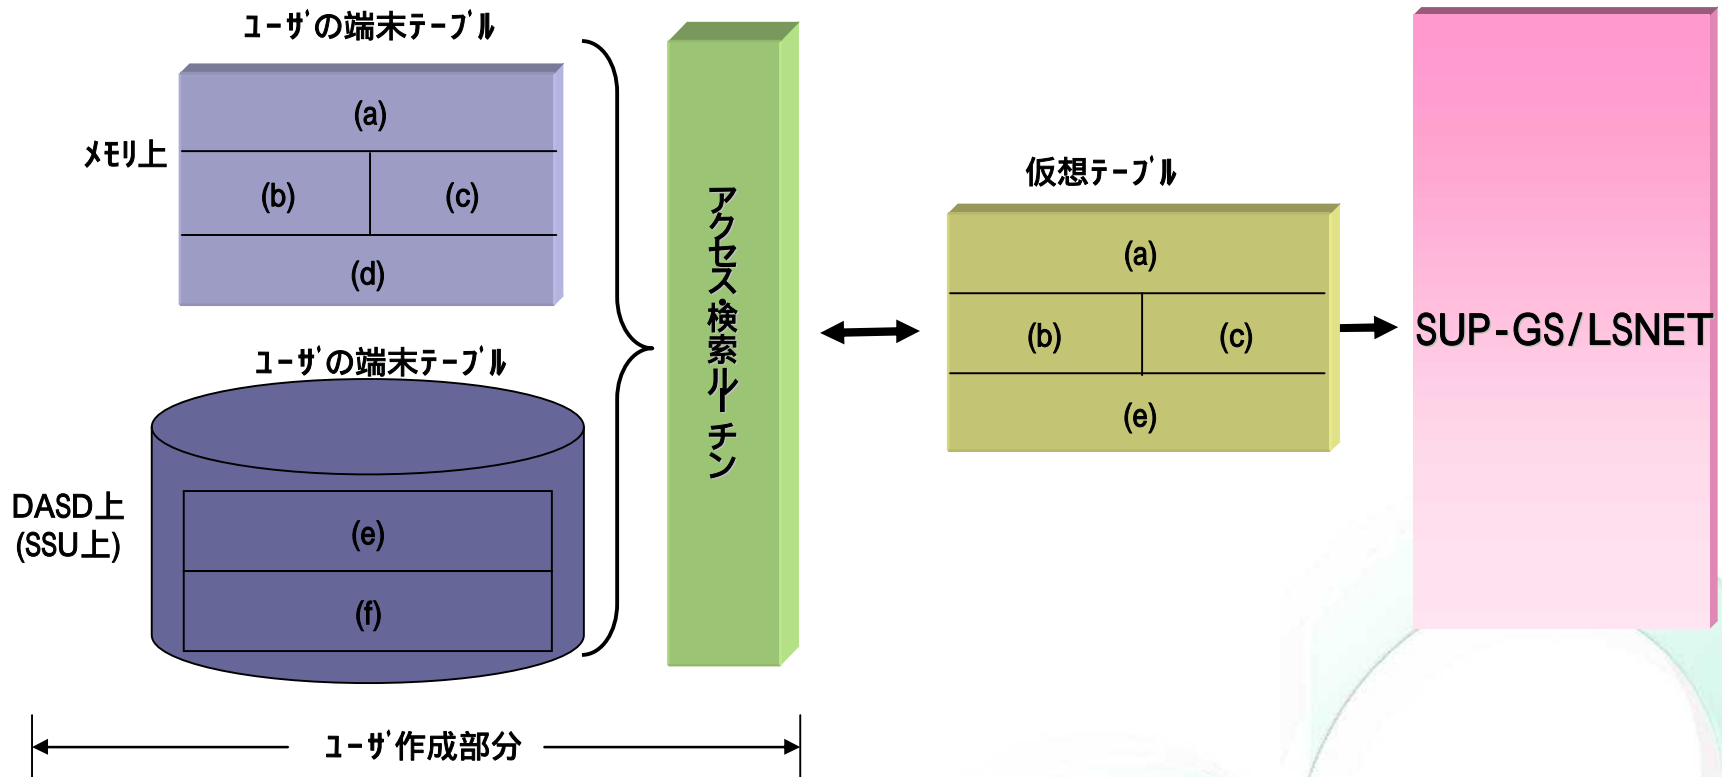 ﾕｰｻﾞの端末ﾃｰﾌﾞﾙ
(a)
ﾒﾓﾘ上
(b)
(c)
(d)
ﾕｰｻﾞの端末ﾃｰﾌﾞﾙ
DASD上
(SSU上)
(e)
(f)
アクセス・検索ルーチン
仮想ﾃｰﾌﾞﾙ
(a)
(b)
(c)
(e)
SUP-GS/LSNET
ﾕｰｻﾞ作成部分